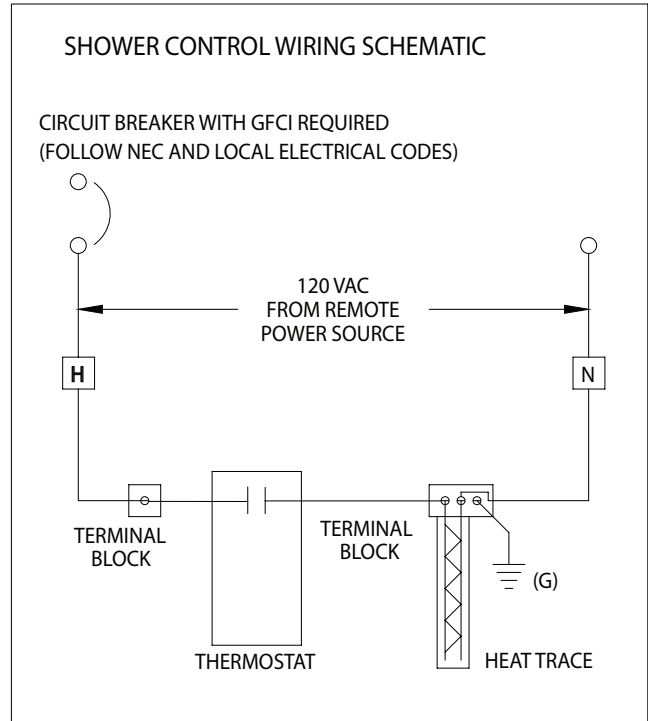 SHOWER CONTROL WIRING SCHEMATIC
CIRCUIT BREAKER WITH GFCI REQUIRED
(FOLLOW NEC AND LOCAL ELECTRICAL CODES)
120 VAC
FROM REMOTE
POWER SOURCE
H
N
TERMINAL
BLOCK
TERMINAL
BLOCK
(G)
THERMOSTAT
HEAT TRACE